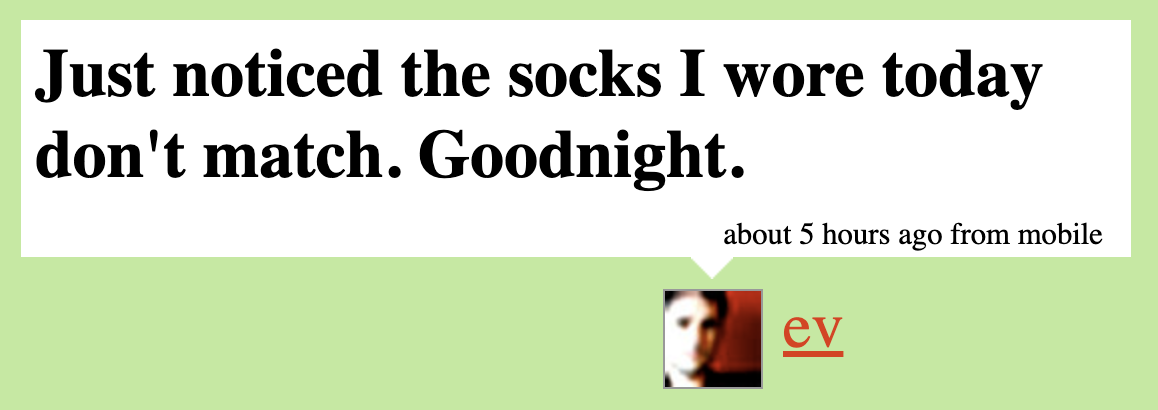 Just noticed the socks I wore today
don't match. Goodnight.
about 5 hours ago from mobile
ev